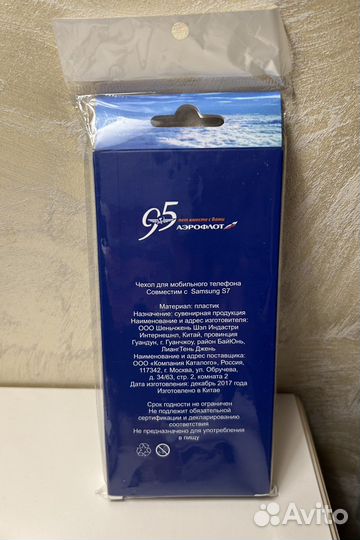 95
лет вместе с Вами
АЭРОФЛОТ
Чехол для мобильного телефона
Совместим с Samsung S7
Материал: пластик
Назначение: сувенирная продукция
Наименование и адрес изготовителя:
ООО Шеньчжень Шэл Индастри
Интернешнл, Китай, провинция
Гуандун, г. Гуанчжоу, район БайЮнь,
ЛиангТень Джень
Наименование и адрес поставщика:
ООО «Компания Каталого», Россия,
117342, г. Москва, ул. Обручева,
д. 34/63, стр. 2, комната 2
Дата изготовления: декабрь 2017 года
Изготовлено в Китае
Срок годности не ограничен
Не подлежит обязательной
сертификации и декларированию
соответствия
Не предназначено для употребления
в пищу
Avito